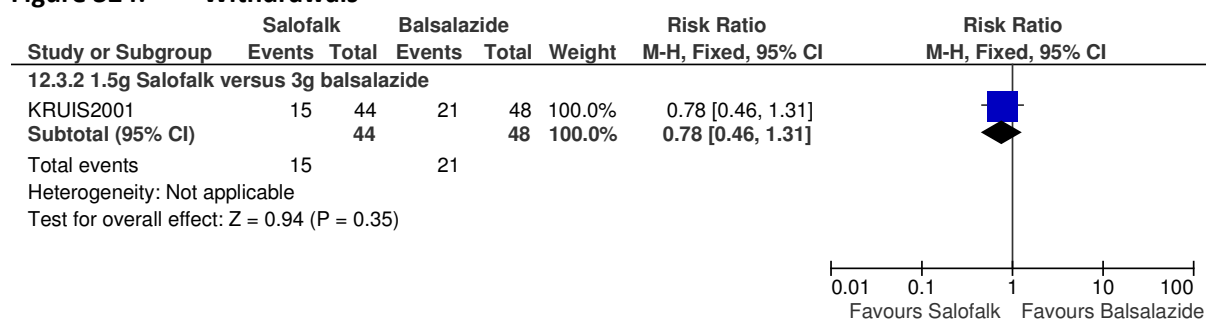 Figure Withdrawals
Salofalk Balsalazide Risk Ratio Risk Ratio
Study or Subgroup Events Total Events Total Weight M-H, Fixed, 95% CI M-H, Fixed, 95% CI
12.3.2 1.5g Salofalk versus 3g balsalazide
KRUIS2001 15 44 21 48 100.0% 0.78 [0.46, 1.31]
Subtotal (95% CI) 44 48 100.0% 0.78 [0.46, 1.31]
Total events 15 21
Heterogeneity: Not applicable
Test for overall effect: Z = 0.94 (P = 0.35)
0.01 0.1 1 10 100
Favours Salofalk Favours Balsalazide